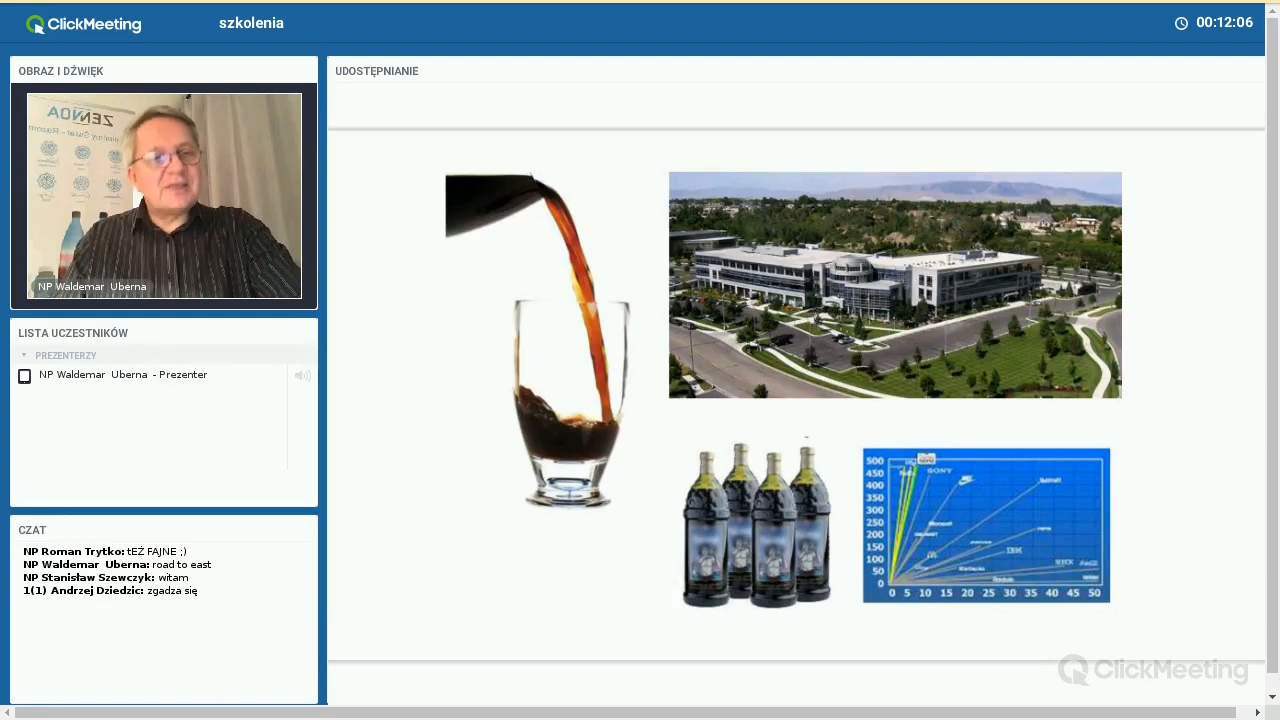 ClickMeeting
szkolenia
00:12:06
OBRAZ I DŹWIĘK
UDOSTĘPNIANIE
ZENNOA
NP Waldemar Uberna
LISTA UCZESTNIKÓW
PREZENTERZY
NP Waldemar Uberna - Prezenter
CZAT
NP Roman Trytko: tEŻ FAJNE ;)
NP Waldemar Uberna: road to east
NP Stanisław Szewczyk: witam
1(1) Andrzej Dziedzic: zgadza się
500
450
400
350
300
250
200
150
100
50
0
SONY
Microsoft
IBM
0 5 10 15 20 25 30 35 40 45 50
ClickMeeting